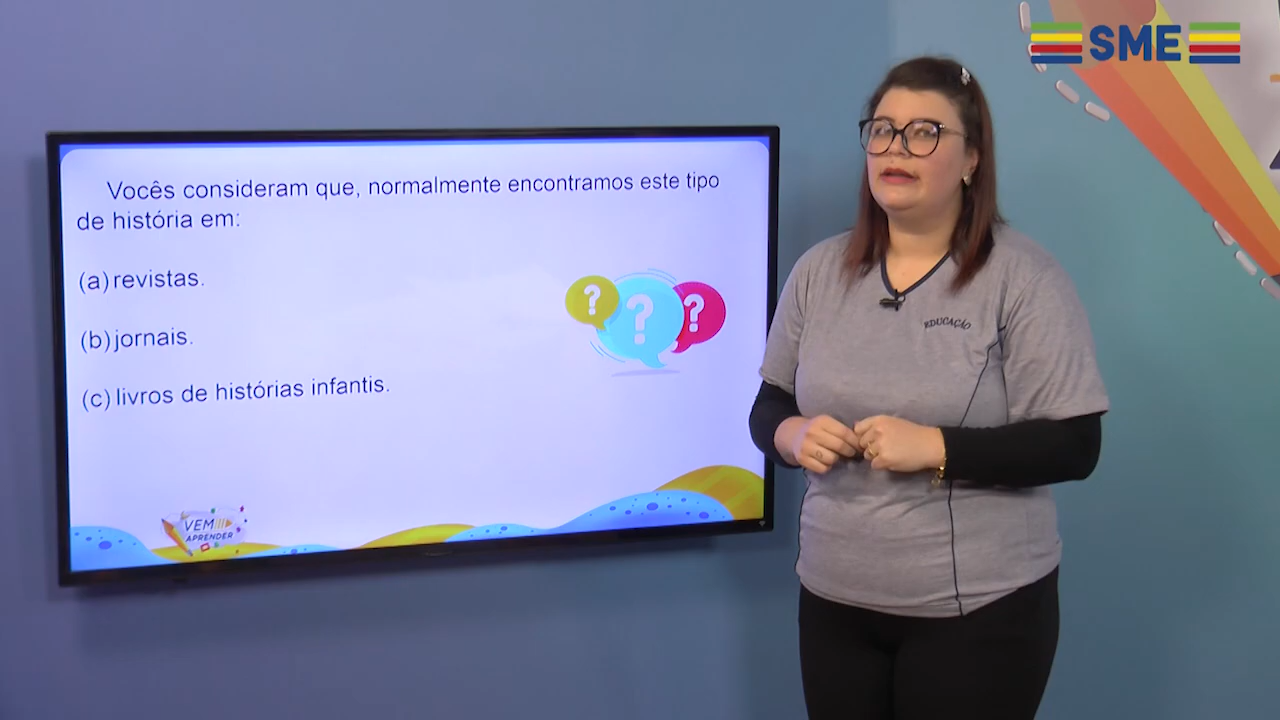 SME
Vocês consideram que, normalmente encontramos este tipo
de história em:
(a) revistas.
(b) jornais.
(c) livros de histórias infantis.
? ? ?
EDUCAÇÃO
VEM
APRENDER